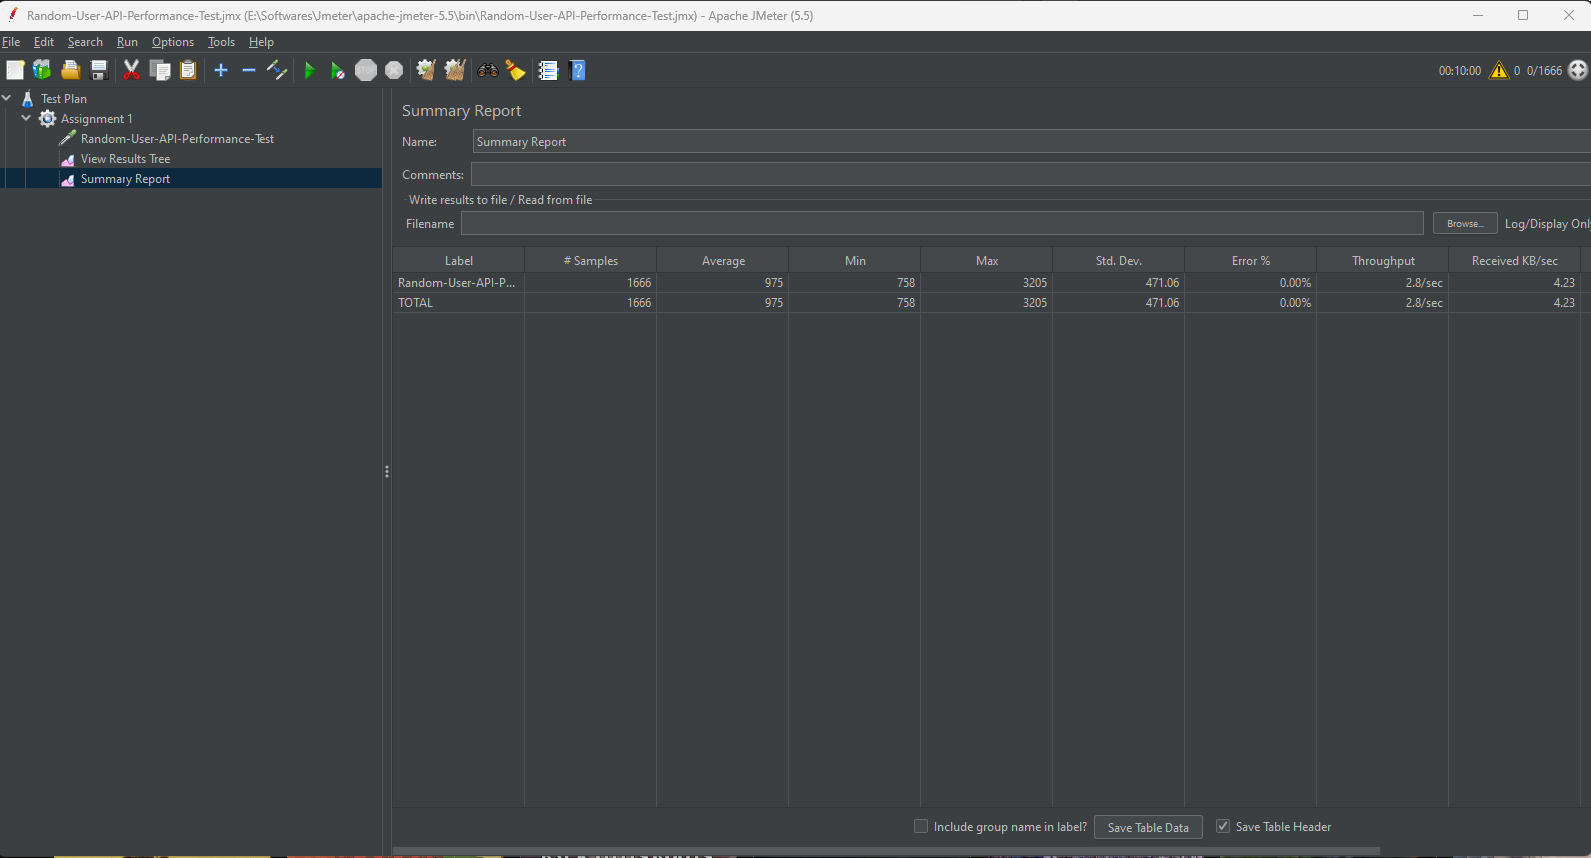 Random-User-API-Performance-Test.jmx (E:\Softwares\Jmeter\apache-jmeter-5.5\bin\Random-User-API-Performance-Test.jmx) - Apache JMeter (5.5)
File Edit Search Run Options Tools Help
STOP 00:10:00 0 0/1666
Test Plan
Assignment 1
Random-User-API-Performance-Test
View Results Tree
Summary Report
Summary Report
Name: Summary Report
Comments:
Write results to file / Read from file
Filename Browse... Log/Display Only
Label # Samples Average Min Max Std. Dev. Error % Throughput Received KB/sec
Random-User-API-P... 1666 975 758 3205 471.06 0.00% 2.8/sec 4.23
TOTAL 1666 975 758 3205 471.06 0.00% 2.8/sec 4.23
Include group name in label? Save Table Data Save Table Header